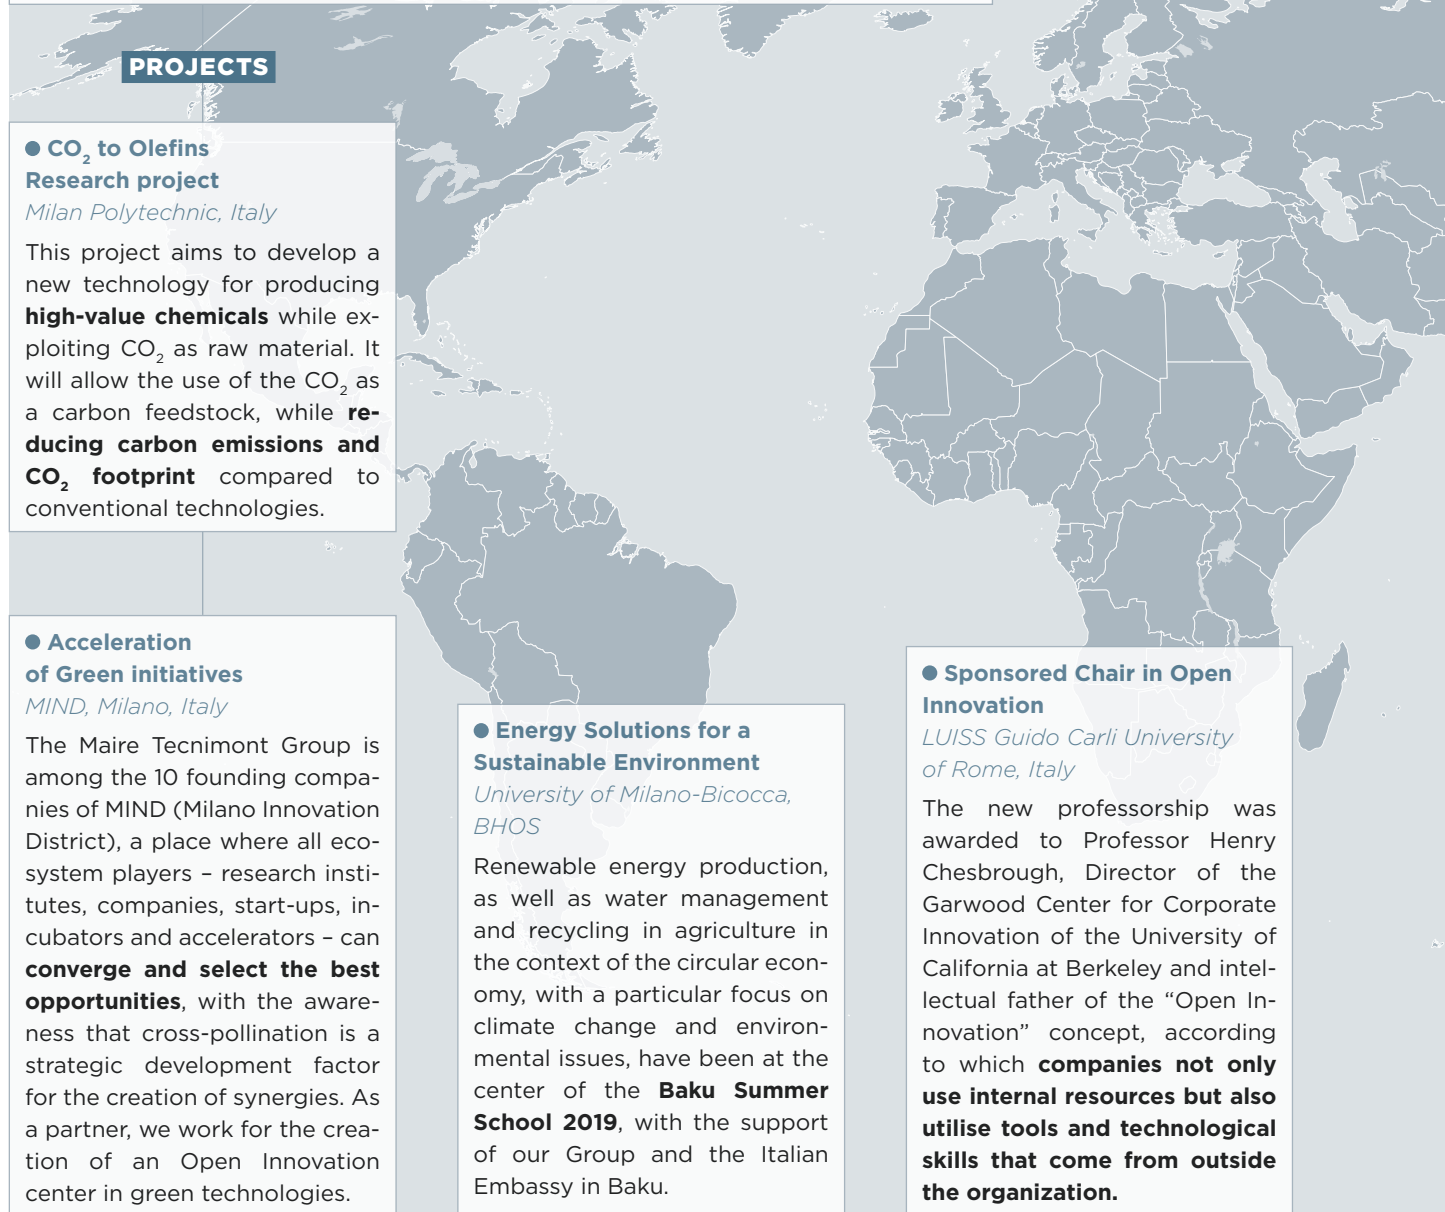 PROJECTS
● CO₂ to Olefins
Research project
Milan Polytechnic, Italy
This project aims to develop a
new technology for producing
high-value chemicals while ex-
ploiting CO₂ as raw material. It
will allow the use of the CO₂ as
a carbon feedstock, while re-
ducing carbon emissions and
CO₂ footprint compared to
conventional technologies.
● Acceleration
of Green initiatives
MIND, Milano, Italy
The Maire Tecnimont Group is
among the 10 founding compa-
nies of MIND (Milano Innovation
District), a place where all eco-
system players – research insti-
tutes, companies, start-ups, in-
cubators and accelerators – can
converge and select the best
opportunities, with the aware-
ness that cross-pollination is a
strategic development factor
for the creation of synergies. As
a partner, we work for the crea-
tion of an Open Innovation
center in green technologies.
● Energy Solutions for a
Sustainable Environment
University of Milano-Bicocca,
BHOS
Renewable energy production,
as well as water management
and recycling in agriculture in
the context of the circular econ-
omy, with a particular focus on
climate change and environ-
mental issues, have been at the
center of the Baku Summer
School 2019, with the support
of our Group and the Italian
Embassy in Baku.
● Sponsored Chair in Open
Innovation
LUISS Guido Carli University
of Rome, Italy
The new professorship was
awarded to Professor Henry
Chesbrough, Director of the
Garwood Center for Corporate
Innovation of the University of
California at Berkeley and intel-
lectual father of the “Open In-
novation” concept, according
to which companies not only
use internal resources but also
utilise tools and technological
skills that come from outside
the organization.